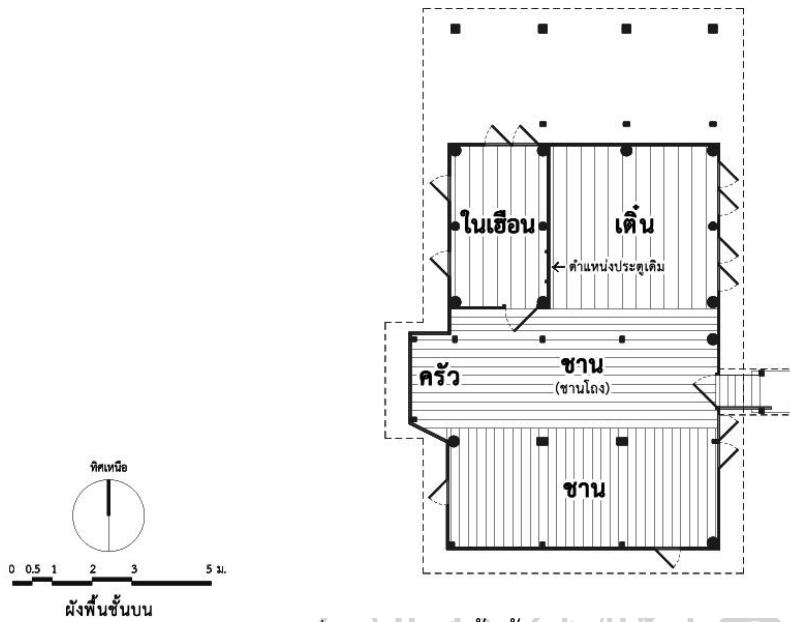 ในเฮือน
เติ๋น
ตำแหน่งประตูเดิม
ครัว
ชาน
(ชานโถง)
ชาน
ทิศเหนือ
0 0.5 1 2 3 5 ม.
ผังพื้นชั้นบน